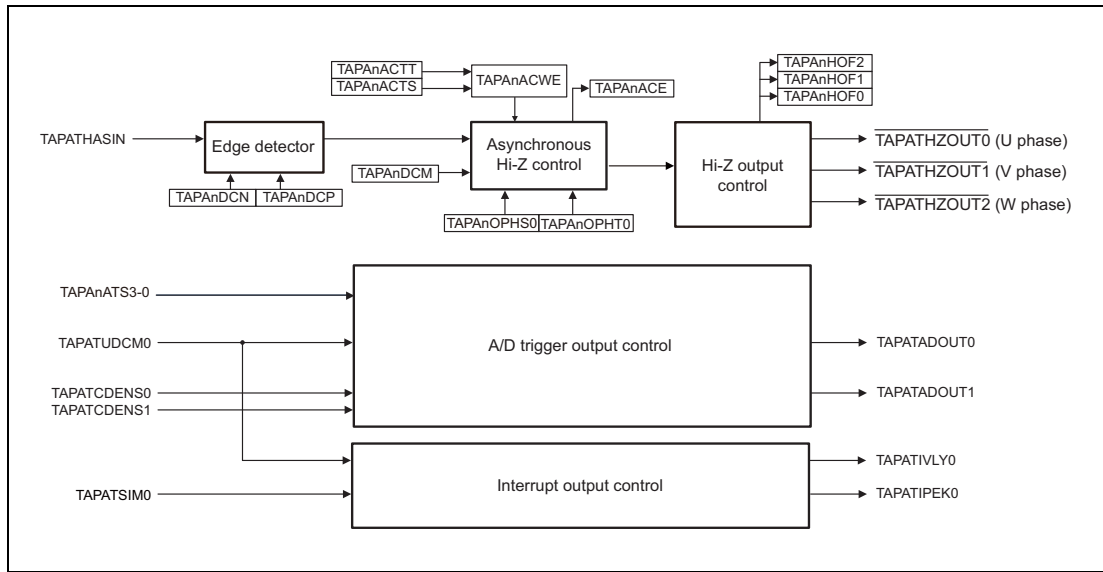 TAPAnACTT
TAPAnACTS
TAPAnACWE
TAPAnACE
TAPAnHOF2
TAPAnHOF1
TAPAnHOF0
TAPATHASIN
Edge detector
TAPAnDCN
TAPAnDCP
TAPAnDCM
Asynchronous
Hi-Z control
TAPAnOPHS0
TAPAnOPHT0
Hi-Z output
control
TAPATHZOUT0 (U phase)
TAPATHZOUT1 (V phase)
TAPATHZOUT2 (W phase)
TAPAnATS3-0
TAPATUDCM0
TAPATCDENS0
TAPATCDENS1
A/D trigger output control
TAPATADOUT0
TAPATADOUT1
TAPATSIM0
Interrupt output control
TAPATIVLY0
TAPATIPEK0